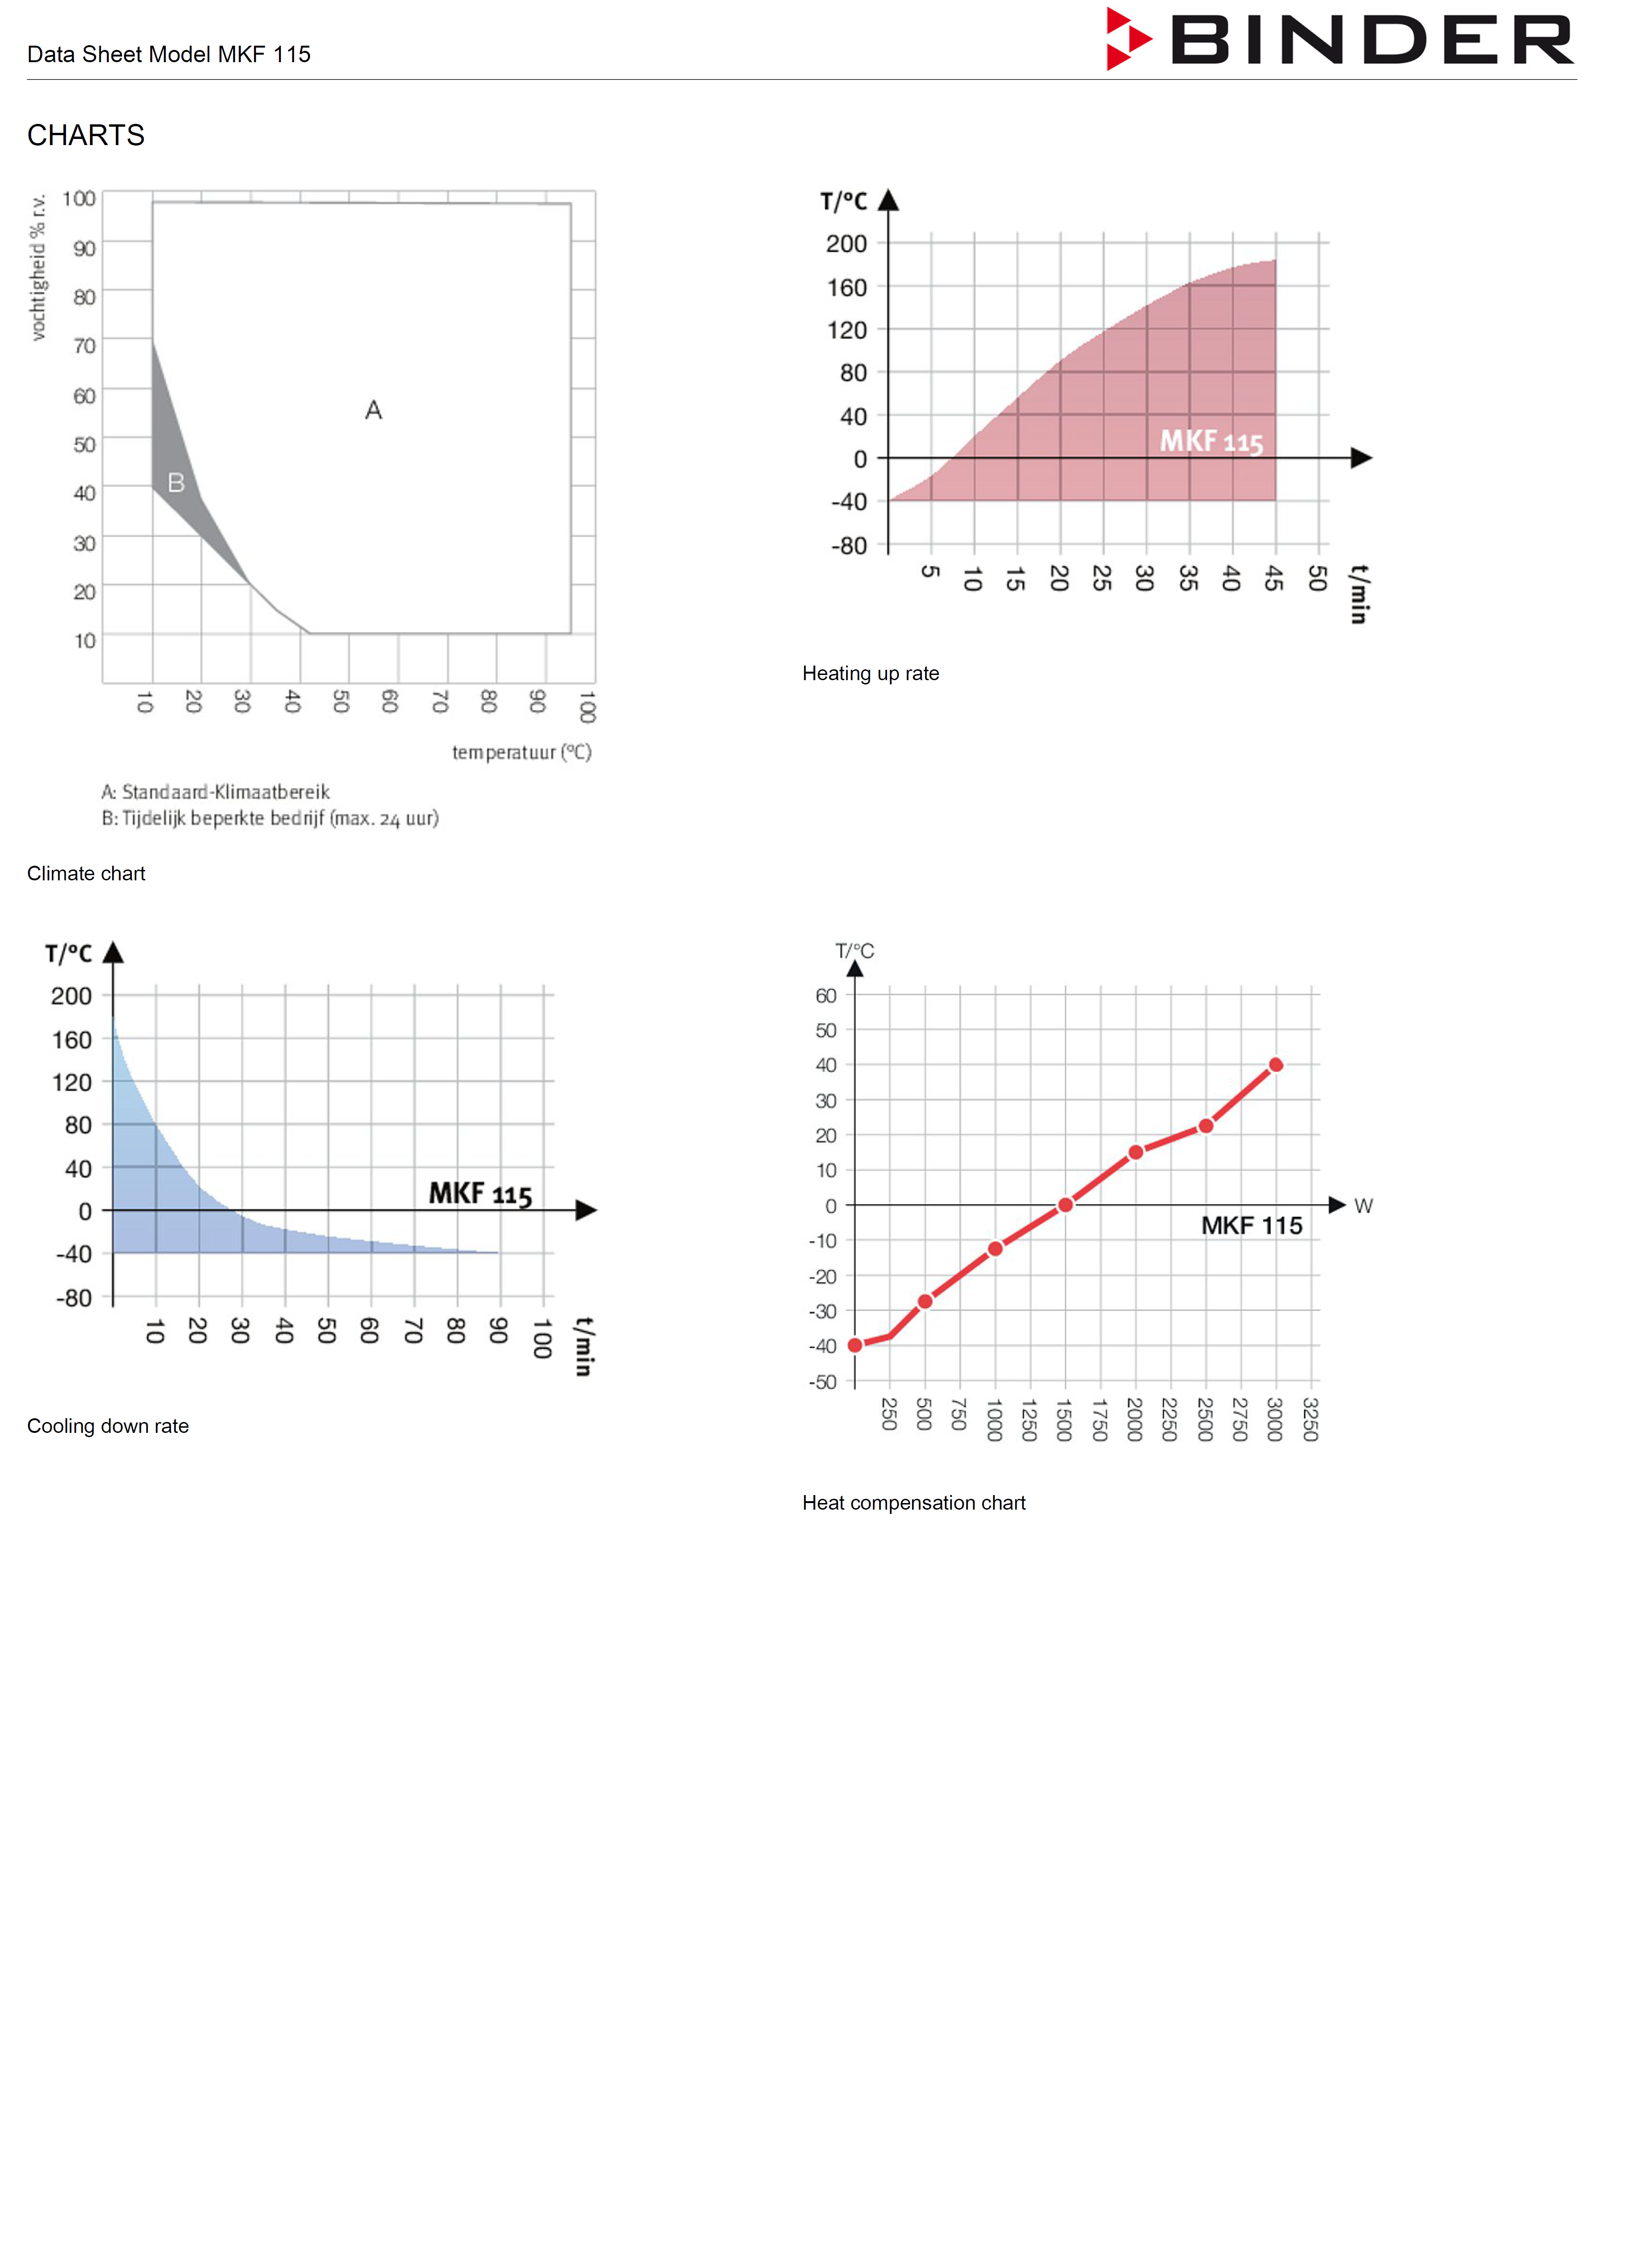 Data Sheet Model MKF 115
BINDER
CHARTS
vochtigheid % r.v.
100
90
80
70
60
50
40
30
20
10
A
B
10 20 30 40 50 60 70 80 90 100
temperatuur (°C)
A: Standaard-Klimaatbereik
B: Tijdelijk beperkte bedrijf (max. 24 uur)
Climate chart
T/°C
200
160
120
80
40
0
-40
-80
MKF 115
5 10 15 20 25 30 35 40 45 50 t/min
Heating up rate
T/°C
200
160
120
80
40
0
-40
-80
MKF 115
10 20 30 40 50 60 70 80 90 100 t/min
Cooling down rate
T/°C
60
50
40
30
20
10
0
-10
-20
-30
-40
-50
W
MKF 115
250 500 750 1000 1250 1500 1750 2000 2250 2500 2750 3000 3250
Heat compensation chart